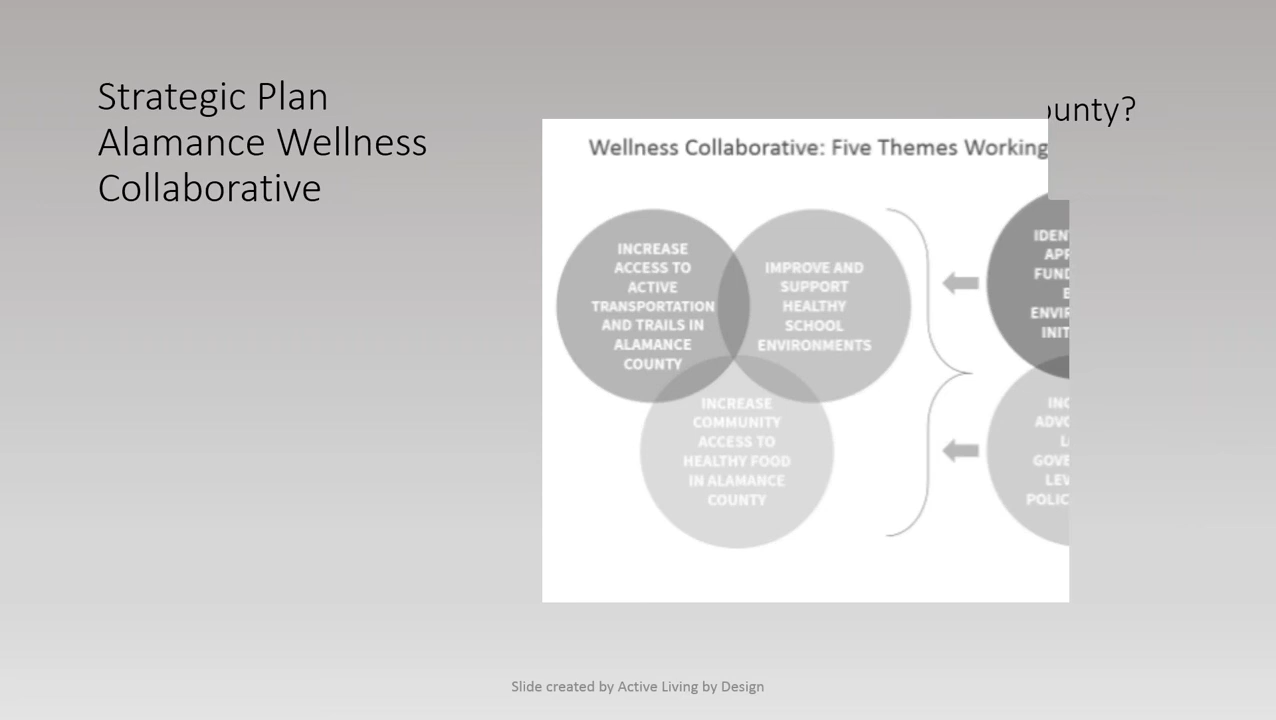 Strategic Plan
Alamance Wellness
Collaborative
ounty?
Wellness Collaborative: Five Themes Working
INCREASE
ACCESS TO
ACTIVE
TRANSPORTATION
AND TRAILS IN
ALAMANCE
COUNTY
IMPROVE AND
SUPPORT
HEALTHY
SCHOOL
ENVIRONMENTS
INCREASE
COMMUNITY
ACCESS TO
HEALTHY FOOD
IN ALAMANCE
COUNTY
Slide created by Active Living by Design